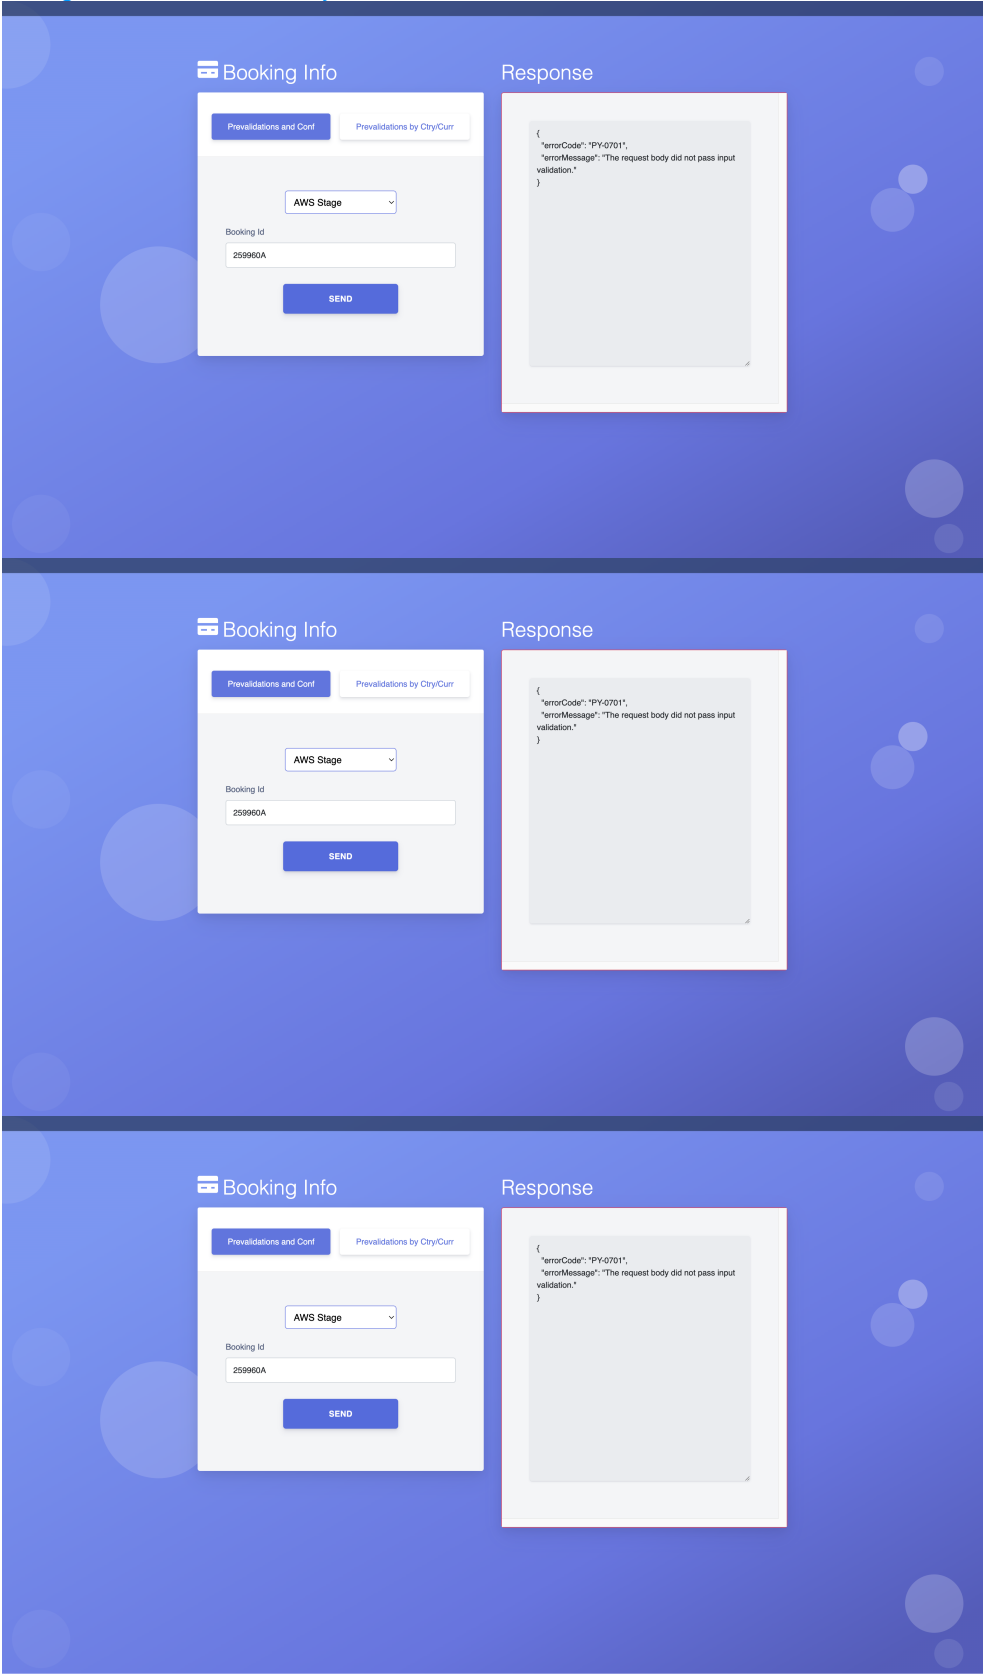 Booking Info
Response
Prevalidations and Conf
Prevalidations by Ctry/Curr
{
"errorCode": "PY-0701",
"errorMessage": "The request body did not pass input
validation."
}
AWS Stage
Booking Id
259960A
SEND
Booking Info
Response
Prevalidations and Conf
Prevalidations by Ctry/Curr
{
"errorCode": "PY-0701",
"errorMessage": "The request body did not pass input
validation."
}
AWS Stage
Booking Id
259960A
SEND
Booking Info
Response
Prevalidations and Conf
Prevalidations by Ctry/Curr
{
"errorCode": "PY-0701",
"errorMessage": "The request body did not pass input
validation."
}
AWS Stage
Booking Id
259960A
SEND